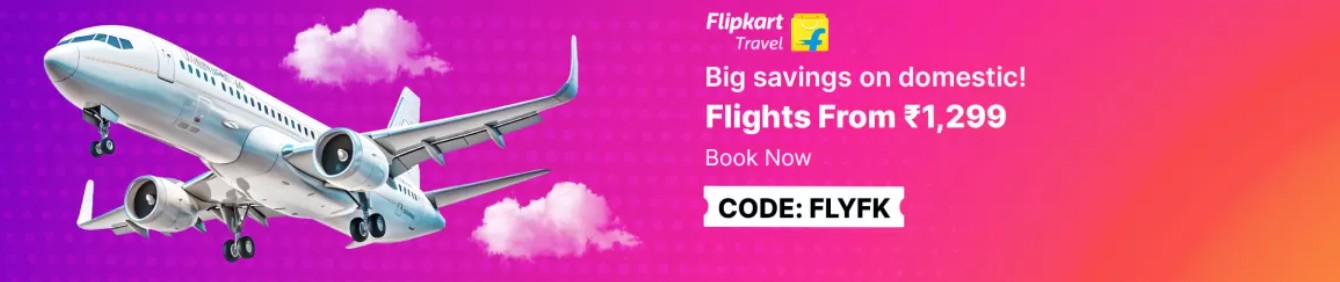 Flipkart
Travel
Big savings on domestic!
Flights From ₹1,299
Book Now
CODE: FLYFK